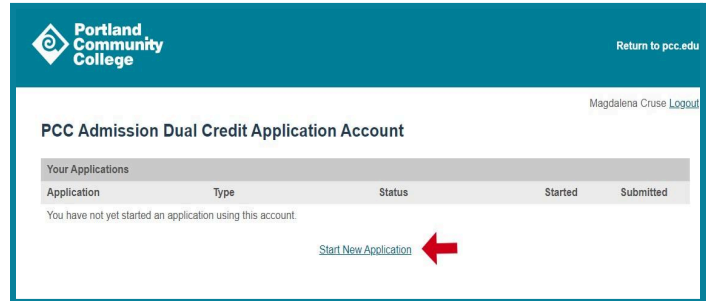 Portland
Community
College
Return to pcc.edu
Magdalena Cruse Logout
PCC Admission Dual Credit Application Account
Your Applications
Application Type Status Started Submitted
You have not yet started an application using this account.
Start New Application